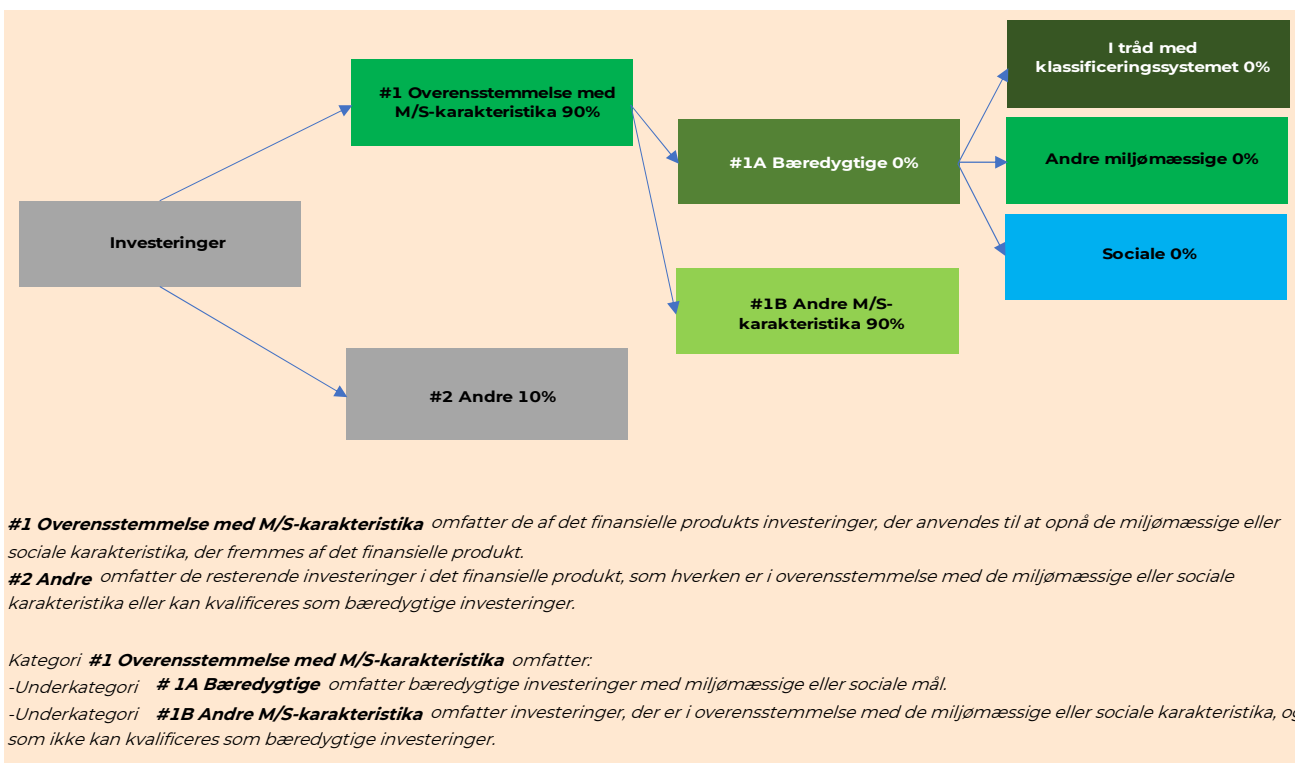 I tråd med
klassificeringssystemet 0%
#1 Overensstemmelse med
M/S-karakteristika 90%
#1A Bæredygtige 0%
Andre miljømæssige 0%
Investeringer
Sociale 0%
#1B Andre M/S-
karakteristika 90%
#2 Andre 10%
#1 Overensstemmelse med M/S-karakteristika omfatter de af det finansielle produkts investeringer, der anvendes til at opnå de miljømæssige eller
sociale karakteristika, der fremmes af det finansielle produkt.
#2 Andre omfatter de resterende investeringer i det finansielle produkt, som hverken er i overensstemmelse med de miljømæssige eller sociale
karakteristika eller kan kvalificeres som bæredygtige investeringer.
Kategori #1 Overensstemmelse med M/S-karakteristika omfatter:
-Underkategori # 1A Bæredygtige omfatter bæredygtige investeringer med miljømæssige eller sociale mål.
-Underkategori #1B Andre M/S-karakteristika omfatter investeringer, der er i overensstemmelse med de miljømæssige eller sociale karakteristika, og
som ikke kan kvalificeres som bæredygtige investeringer.